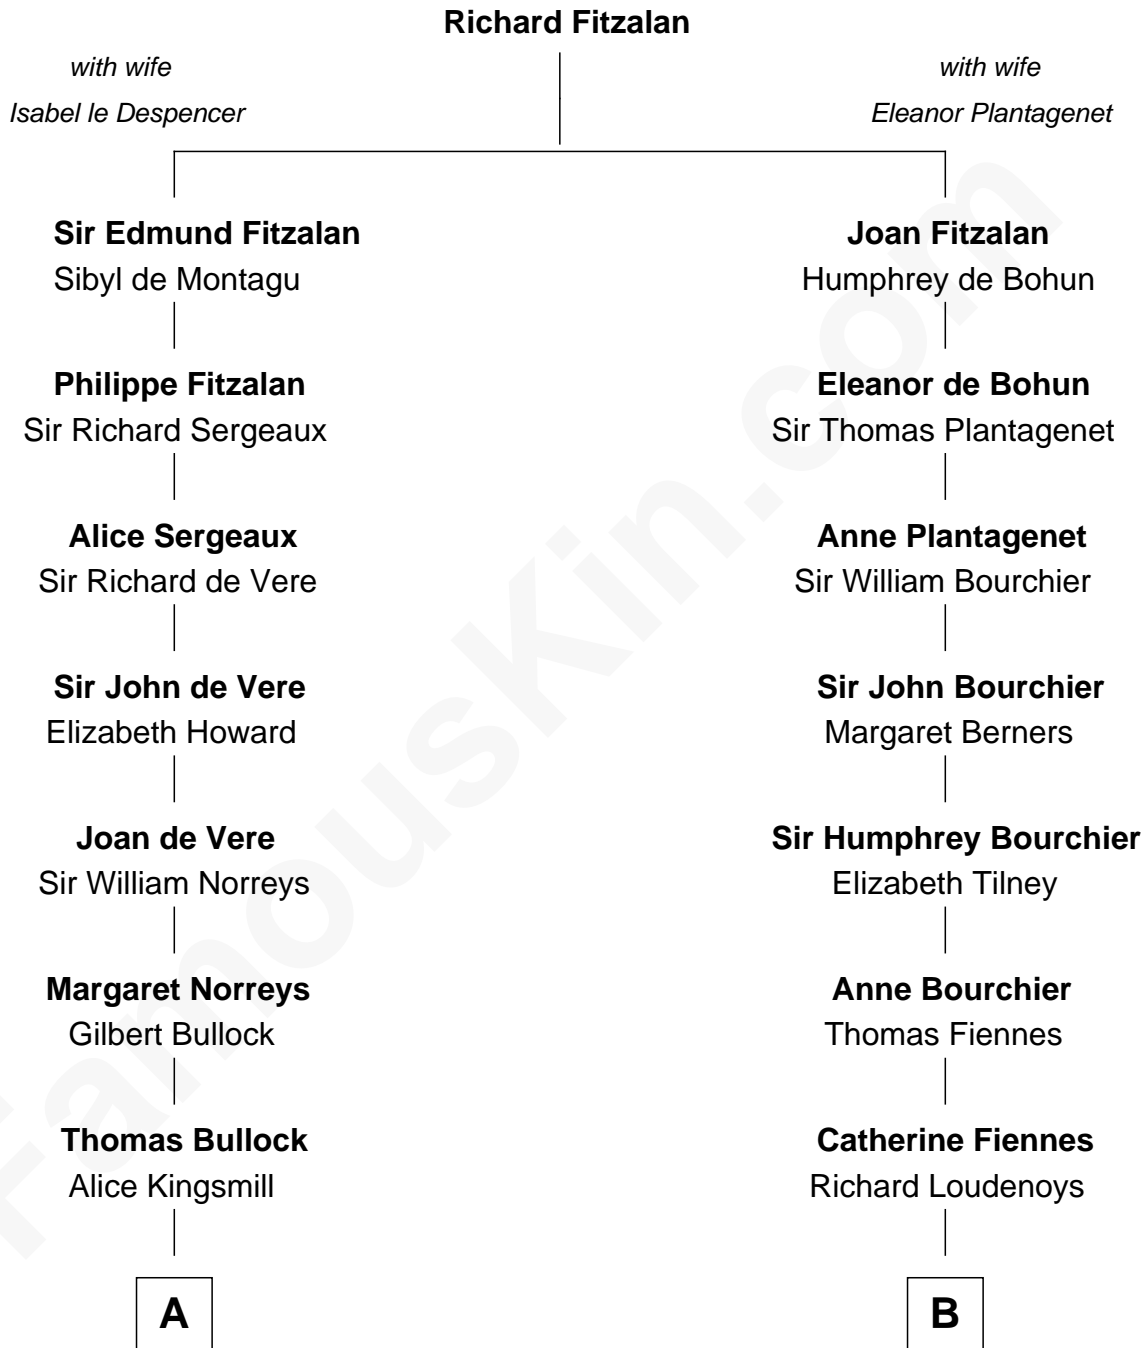 Richard Fitzalan
with wife
Isabel le Despencer
with wife
Eleanor Plantagenet
Sir Edmund Fitzalan
Sibyl de Montagu
Philippe Fitzalan
Sir Richard Sergeaux
Alice Sergeaux
Sir Richard de Vere
Sir John de Vere
Elizabeth Howard
Joan de Vere
Sir William Norreys
Margaret Norreys
Gilbert Bullock
Thomas Bullock
Alice Kingsmill
A
Joan Fitzalan
Humphrey de Bohun
Eleanor de Bohun
Sir Thomas Plantagenet
Anne Plantagenet
Sir William Bourchier
Sir John Bourchier
Margaret Berners
Sir Humphrey Bourchier
Elizabeth Tilney
Anne Bourchier
Thomas Fiennes
Catherine Fiennes
Richard Loudenoys
B
FamousKin.com